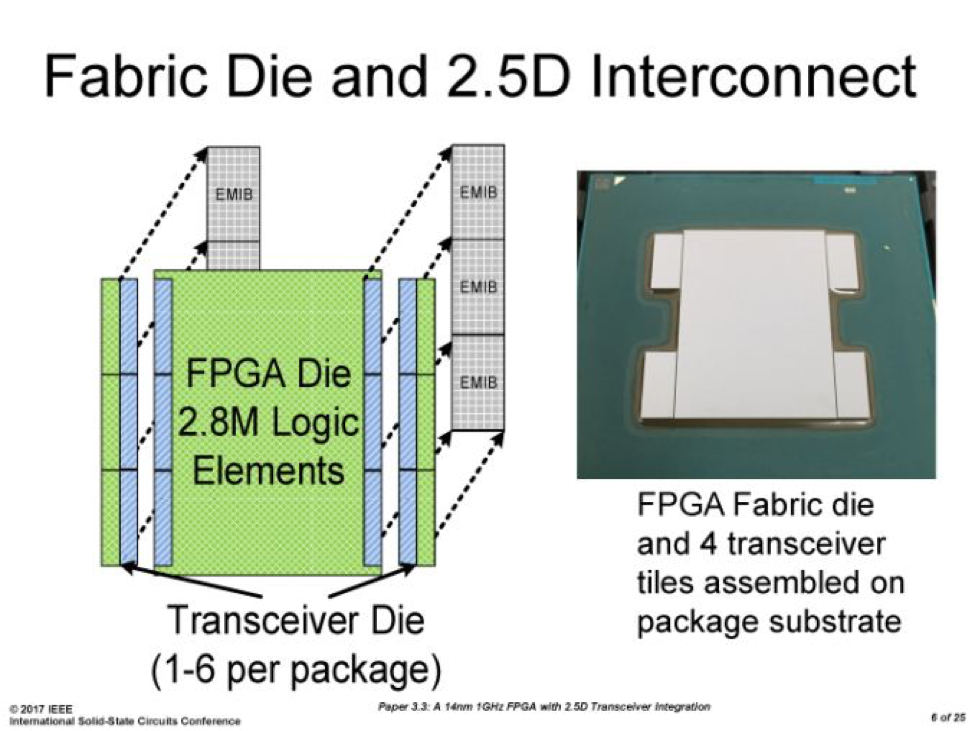 Fabric Die and 2.5D Interconnect
EMIB
EMIB
EMIB
EMIB
FPGA Die
2.8M Logic
Elements
Transceiver Die
(1-6 per package)
FPGA Fabric die
and 4 transceiver
tiles assembled on
package substrate
© 2017 IEEE
International Solid-State Circuits Conference
Paper 3.3: A 14nm 1GHz FPGA with 2.5D Transceiver Integration
6 of 25